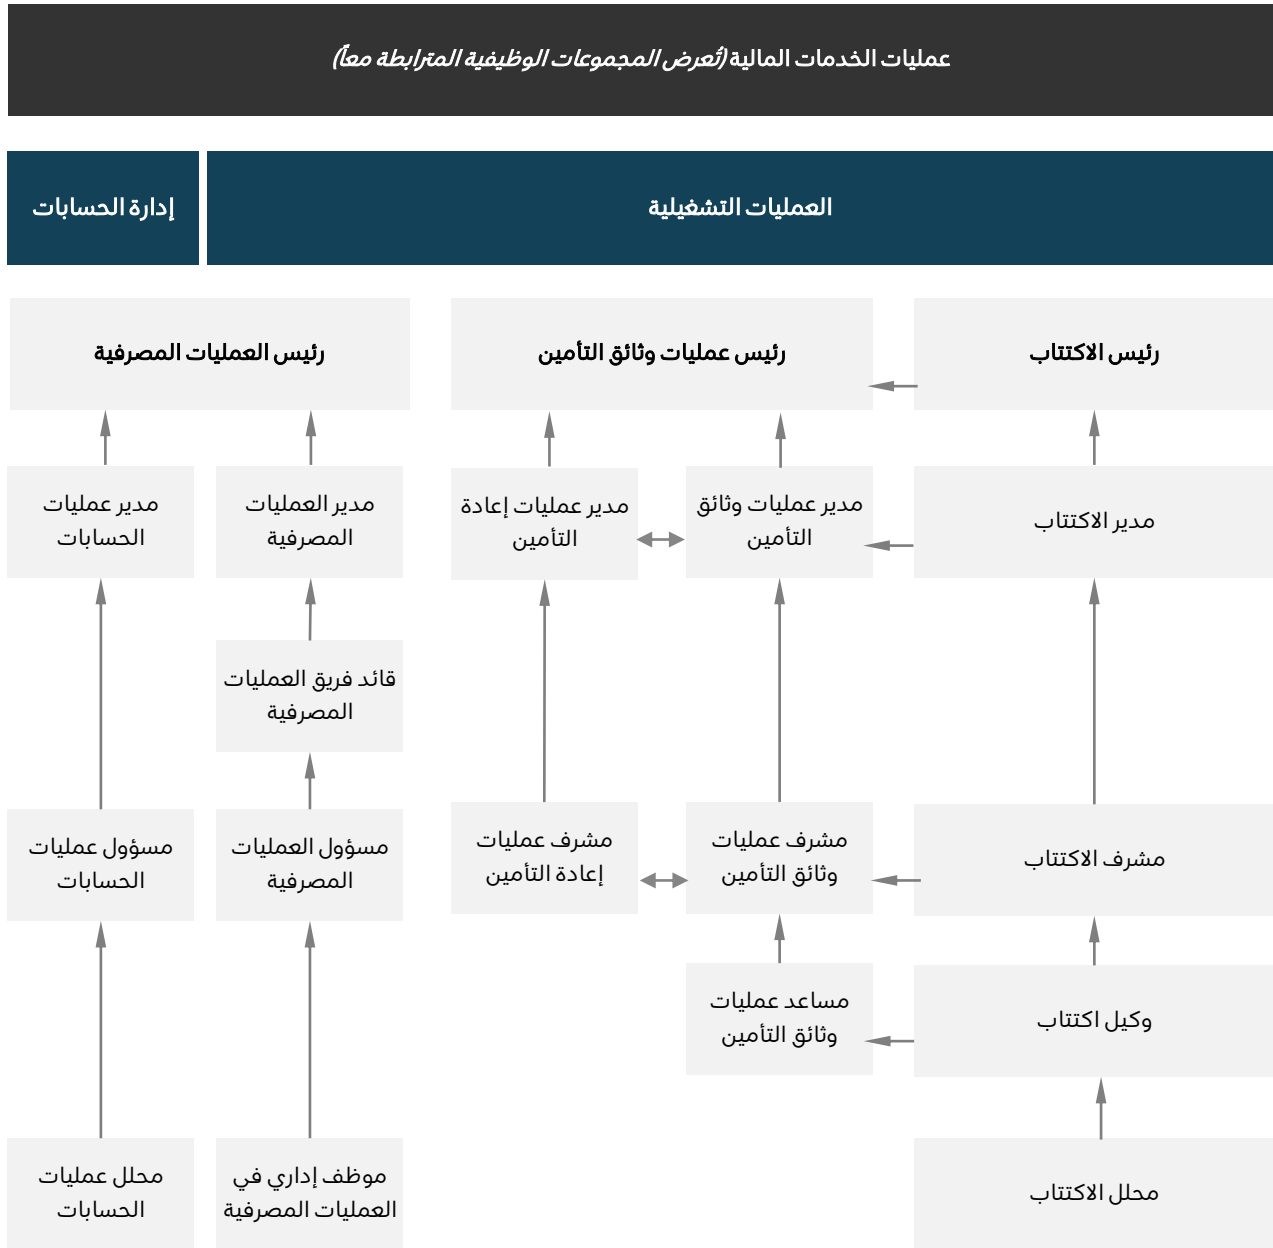 عمليات الخدمات المالية (تُعرض المجموعات الوظيفية المترابطة معاً)
العمليات التشغيلية
إدارة الحسابات
رئيس الاكتتاب
رئيس عمليات وثائق التأمين
رئيس العمليات المصرفية
مدير الاكتتاب
مدير عمليات وثائق
التأمين
مدير عمليات إعادة
التأمين
مدير العمليات
المصرفية
مدير عمليات
الحسابات
قائد فريق العمليات
المصرفية
مشرف الاكتتاب
مشرف عمليات
وثائق التأمين
مشرف عمليات
إعادة التأمين
مسؤول العمليات
المصرفية
مسؤول عمليات
الحسابات
وكيل اكتتاب
مساعد عمليات
وثائق التأمين
محلل الاكتتاب
موظف إداري في
العمليات المصرفية
محلل عمليات
الحسابات